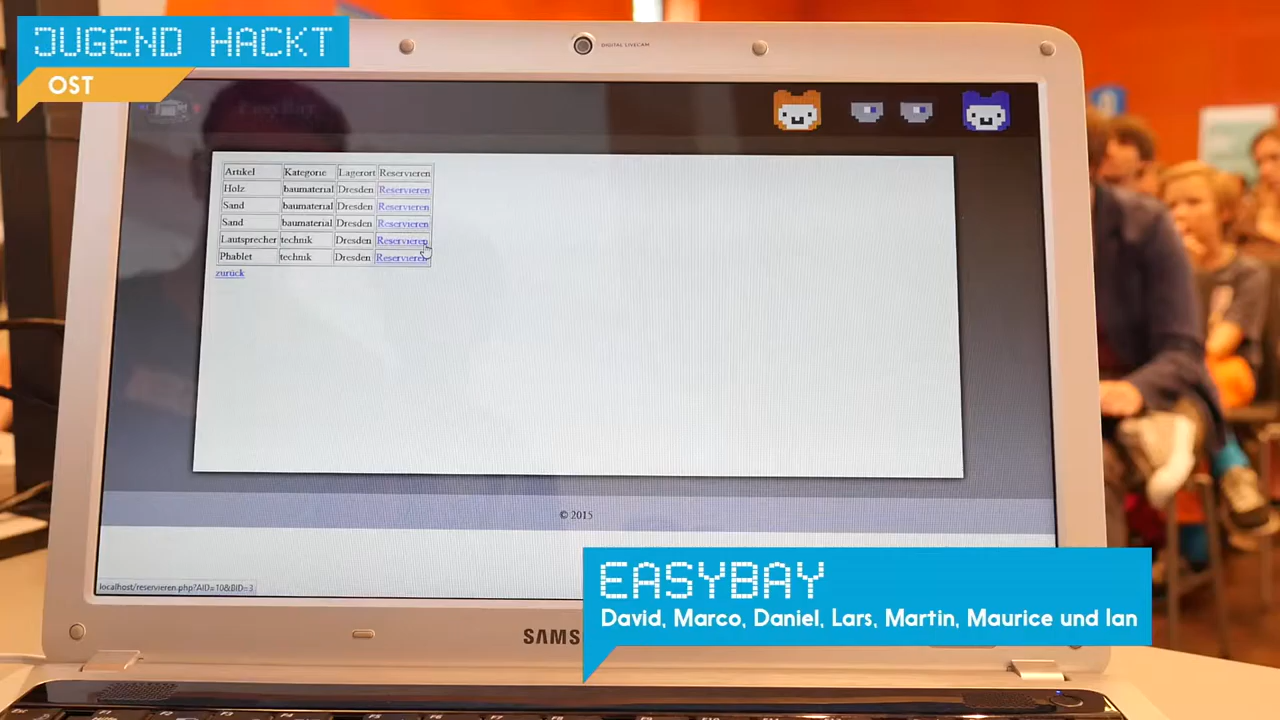 JUGEND HACKT
OST
DIGITAL LIVECAM
EasyBay
Artikel Kategorie Lagerort Reservieren
Holz baumaterial Dresden Reservieren
Sand baumaterial Dresden Reservieren
Sand baumaterial Dresden Reservieren
Lautsprecher technik Dresden Reservieren
Phablet technik Dresden Reservieren
zurück
© 2015
localhost/reservieren.php?AID=10&BID=3
SAMS
EASYBAY
David, Marco, Daniel, Lars, Martin, Maurice und Ian